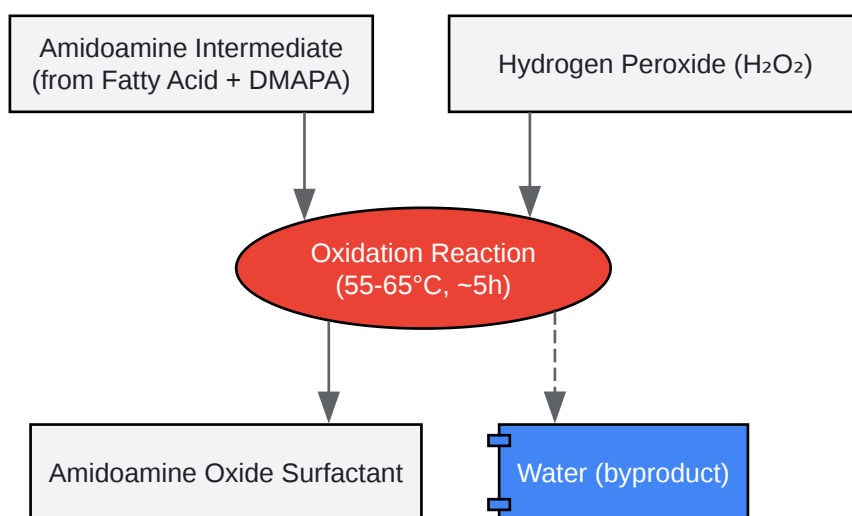 Amidoamine Intermediate
(from Fatty Acid + DMAPA)
Hydrogen Peroxide (H₂O₂)
Oxidation Reaction
(55-65°C, ~5h)
Amidoamine Oxide Surfactant
Water (byproduct)